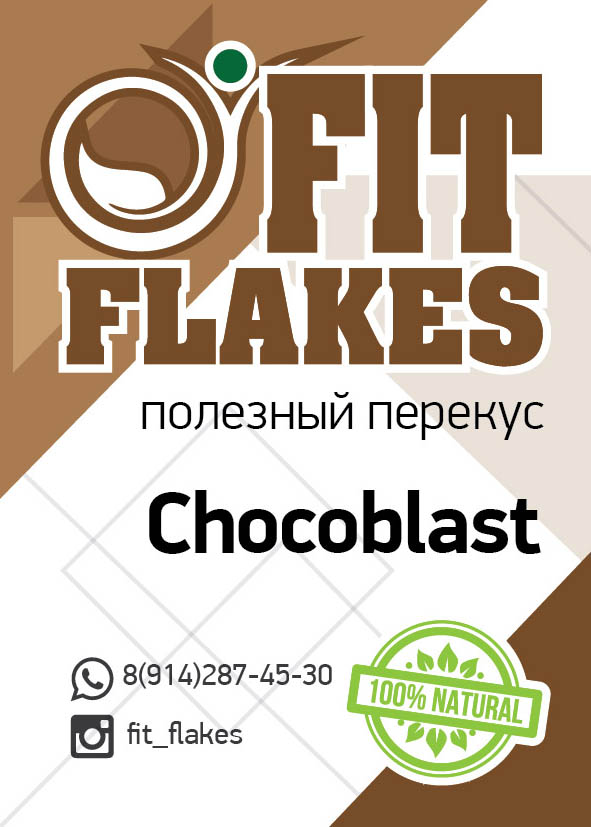 FIT
FLAKES
полезный перекус
Chocoblast
8(914)287-45-30
fit_flakes
100% NATURAL